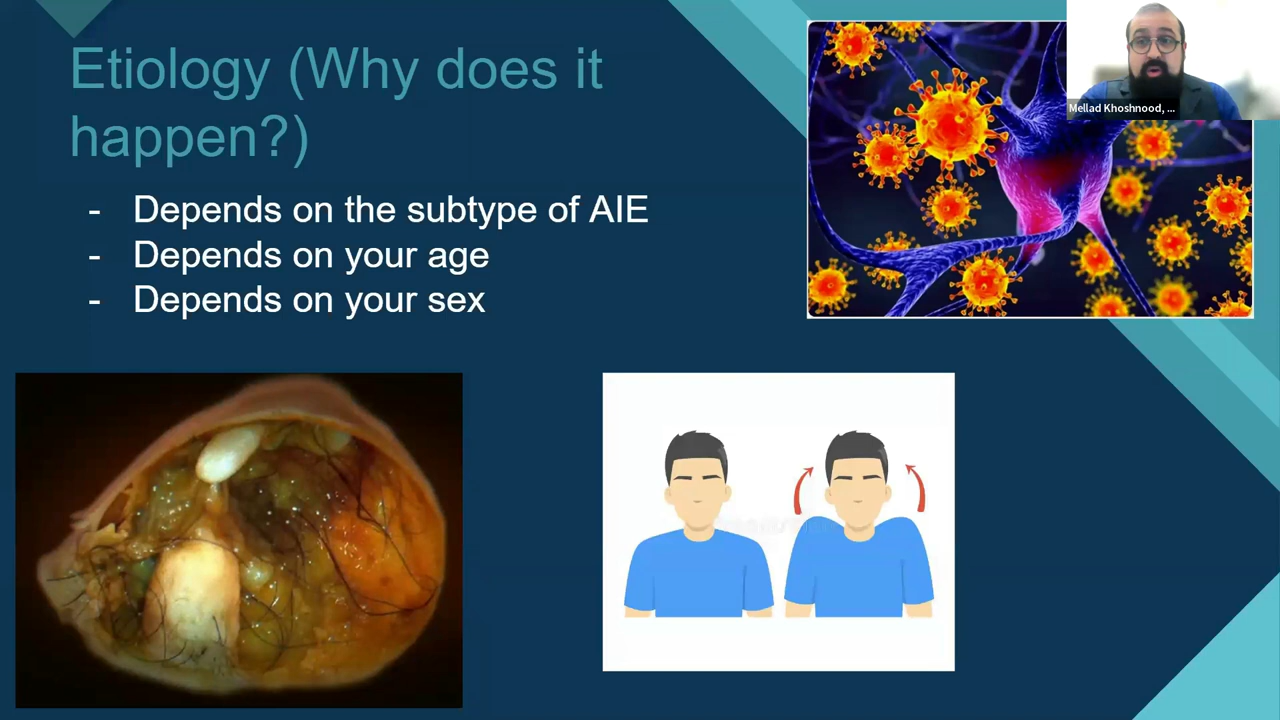 Etiology (Why does it
happen?)
- Depends on the subtype of AIE
- Depends on your age
- Depends on your sex
Mellad Khoshnood, ...